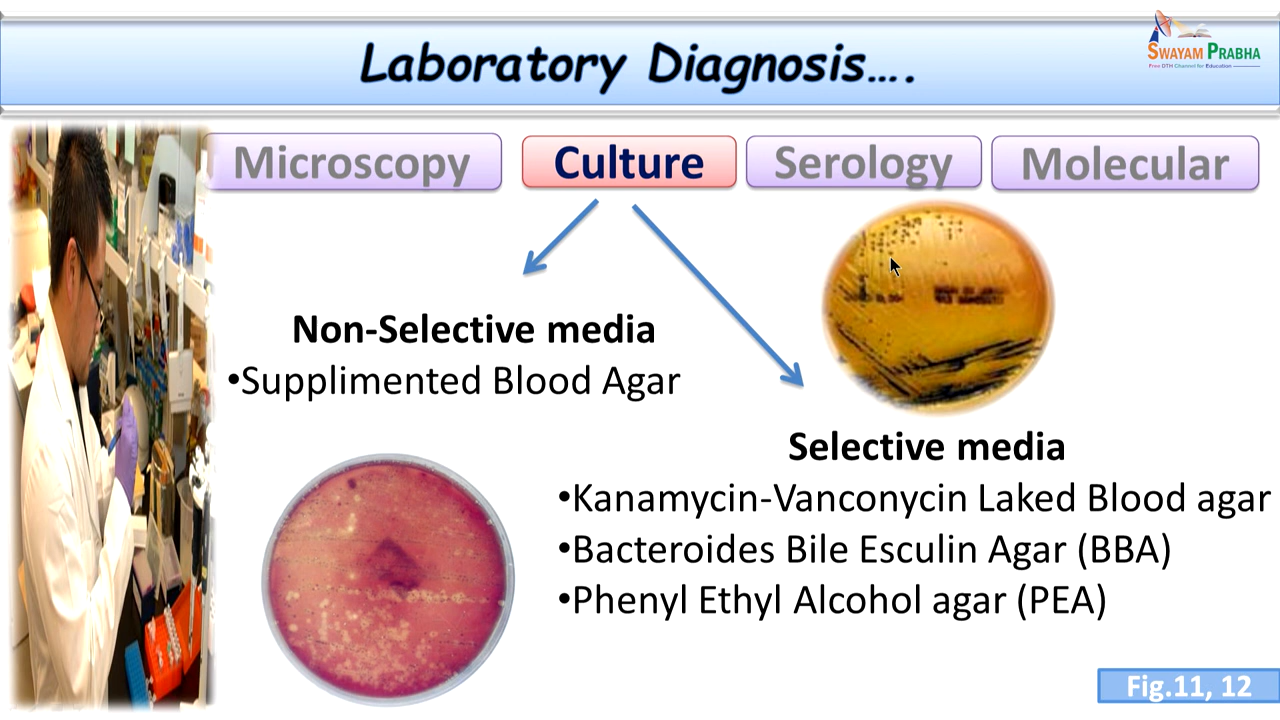 Laboratory Diagnosis....
SWAYAM PRABHA
Free DTH Channel for Education
Microscopy
Culture
Serology
Molecular
Non-Selective media
•Supplimented Blood Agar
Selective media
•Kanamycin-Vanconycin Laked Blood agar
•Bacteroides Bile Esculin Agar (BBA)
•Phenyl Ethyl Alcohol agar (PEA)
Fig.11, 12